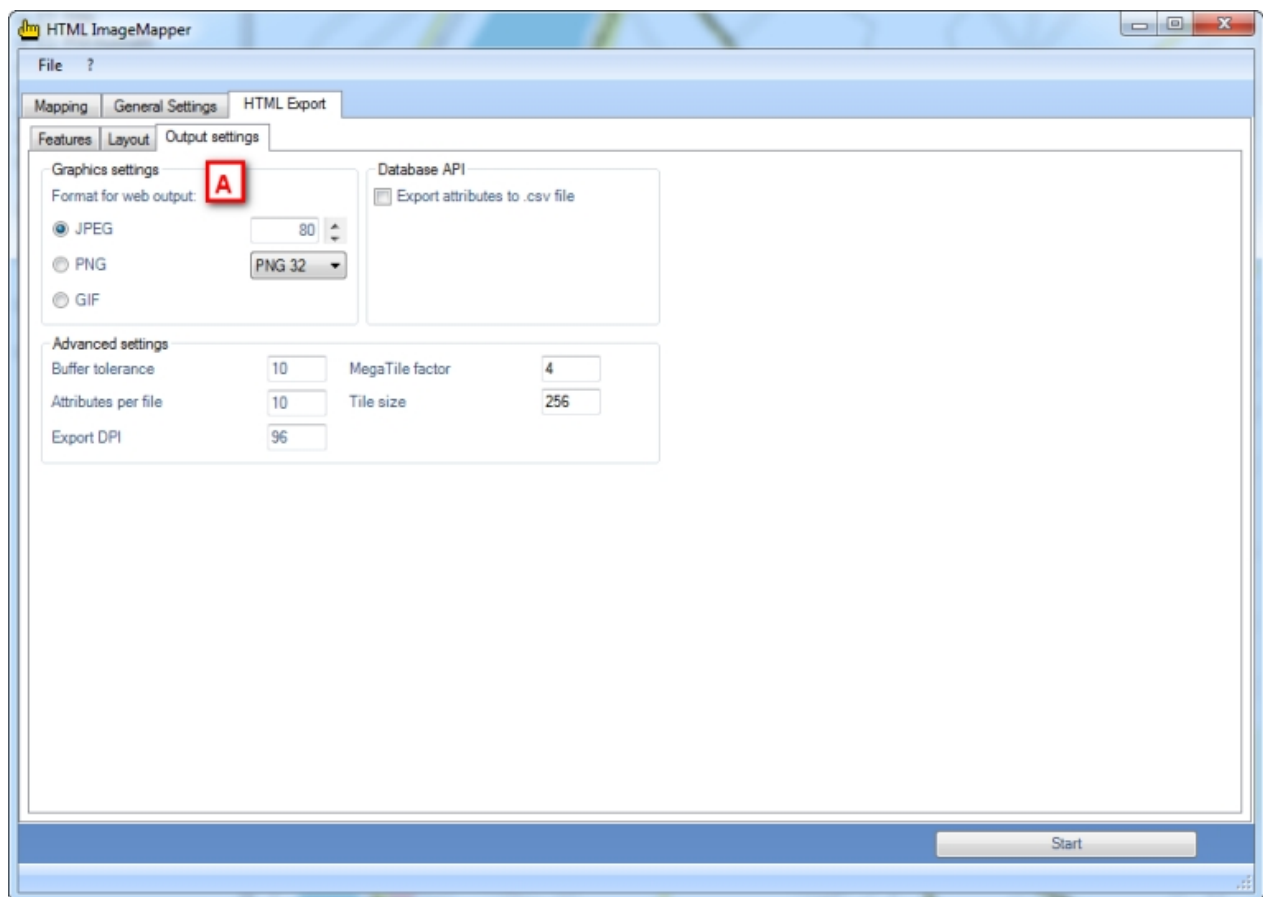 HTML ImageMapper
File ?
Mapping General Settings HTML Export
Features Layout Output settings
Graphics settings
A
Format for web output:
JPEG 80
PNG PNG 32
GIF
Database API
Export attributes to .csv file
Advanced settings
Buffer tolerance 10 MegaTile factor 4
Attributes per file 10 Tile size 256
Export DPI 96
Start